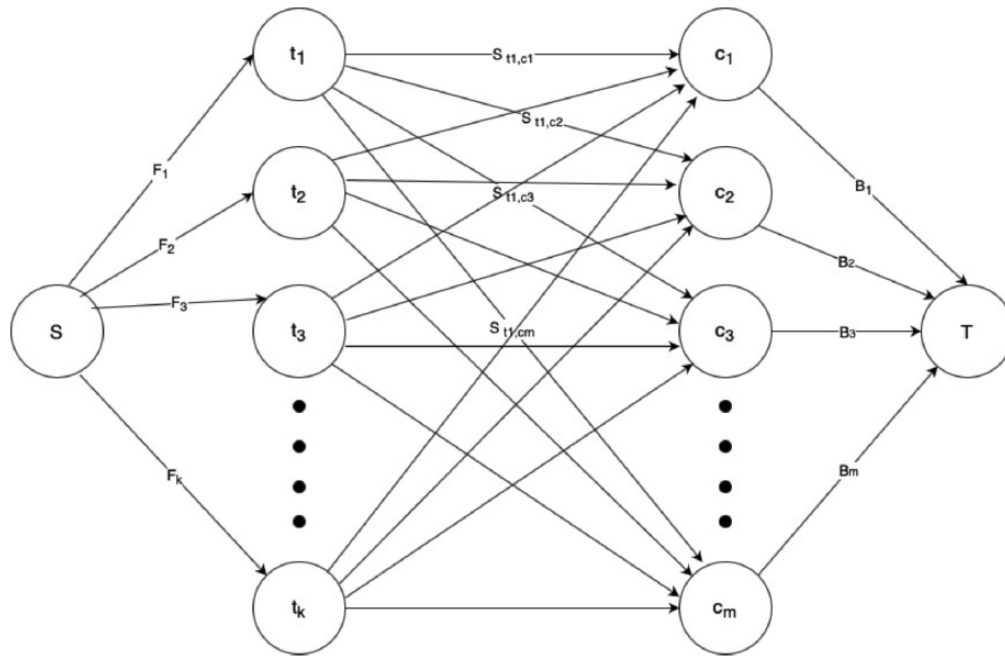 t1
S t1,c1
c1
S t1,c2
F1
t2
S t1,c3
c2
B1
F2
B2
S
F3
t3
S t1,cm
c3
B3
T
Fk
Bm
tk
cm